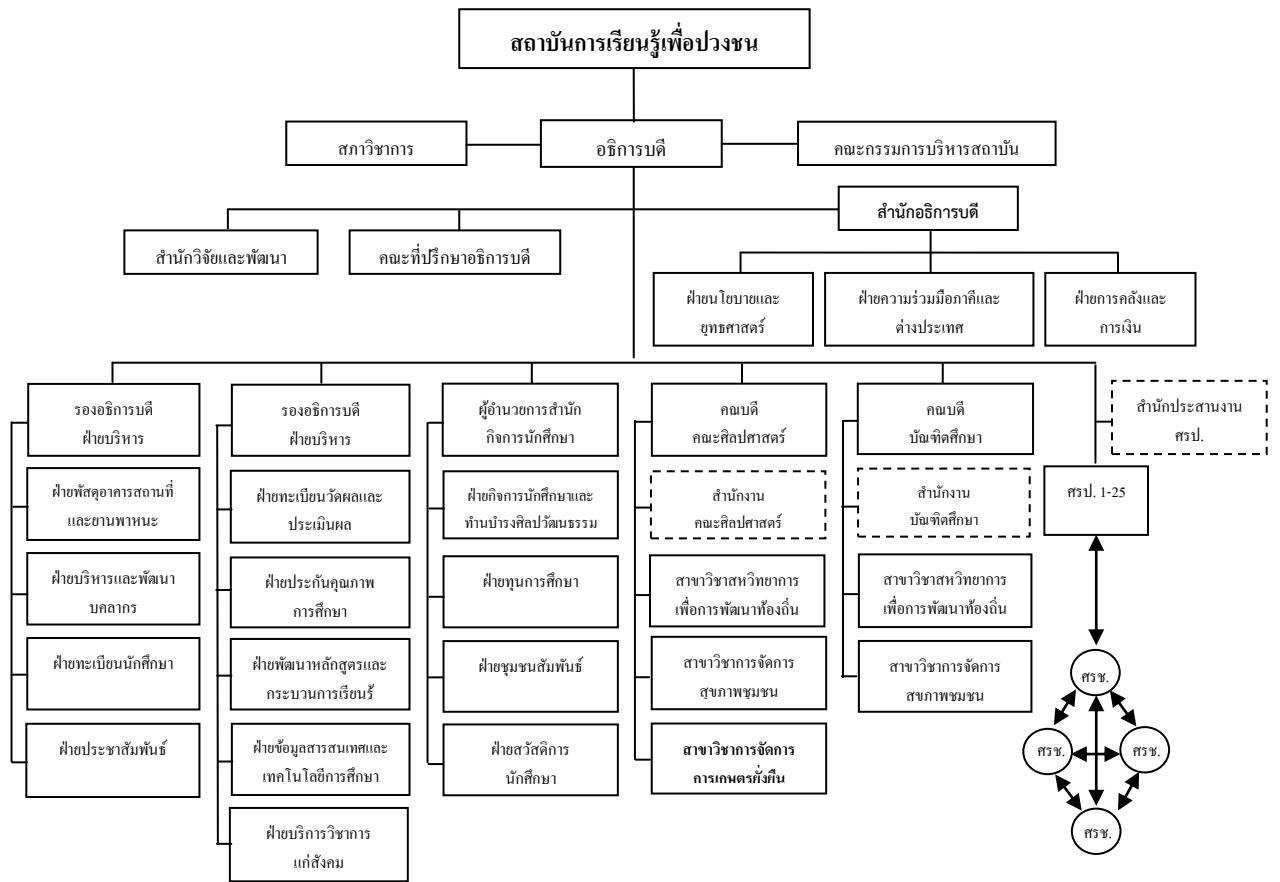 สถาบันการเรียนรู้เพื่อปวงชน
สภาวิชาการ
อธิการบดี
คณะกรรมการบริหารสถาบัน
สำนักอธิการบดี
สำนักวิจัยและพัฒนา
คณะที่ปรึกษาอธิการบดี
ฝ่ายนโยบายและ
ยุทธศาสตร์
ฝ่ายความร่วมมือภาคีและ
ต่างประเทศ
ฝ่ายการคลังและ
การเงิน
รองอธิการบดี
ฝ่ายบริหาร
รองอธิการบดี
ฝ่ายบริหาร
ผู้อำนวยการสำนัก
กิจการนักศึกษา
คณบดี
คณะศิลปศาสตร์
คณบดี
บัณฑิตศึกษา
สำนักประสานงาน
ศรป.
ฝ่ายพัสดุอาคารสถานที่
และยานพาหนะ
ฝ่ายทะเบียนวัดผลและ
ประเมินผล
ฝ่ายกิจการนักศึกษาและ
ทำนบำรุงศิลปวัฒนธรรม
สำนักงาน
คณะศิลปศาสตร์
สำนักงาน
บัณฑิตศึกษา
ศรป. 1-25
ฝ่ายบริหารและพัฒนา
บุคลากร
ฝ่ายประกันคุณภาพ
การศึกษา
ฝ่ายทุนการศึกษา
สาขาวิชาสหวิทยาการ
เพื่อการพัฒนาท้องถิ่น
สาขาวิชาสหวิทยาการ
เพื่อการพัฒนาท้องถิ่น
ฝ่ายทะเบียนนักศึกษา
ฝ่ายพัฒนาหลักสูตรและ
กระบวนการเรียนรู้
ฝ่ายชุมชนสัมพันธ์
สาขาวิชาการจัดการ
สุขภาพชุมชน
สาขาวิชาการจัดการ
สุขภาพชุมชน
ศรช.
ฝ่ายประชาสัมพันธ์
ฝ่ายข้อมูลสารสนเทศและ
เทคโนโลยีการศึกษา
ฝ่ายสวัสดิการ
นักศึกษา
สาขาวิชาการจัดการ
การเกษตรยั่งยืน
ศรช.
ศรช.
ฝ่ายบริการวิชาการ
แก่สังคม
ศรช.